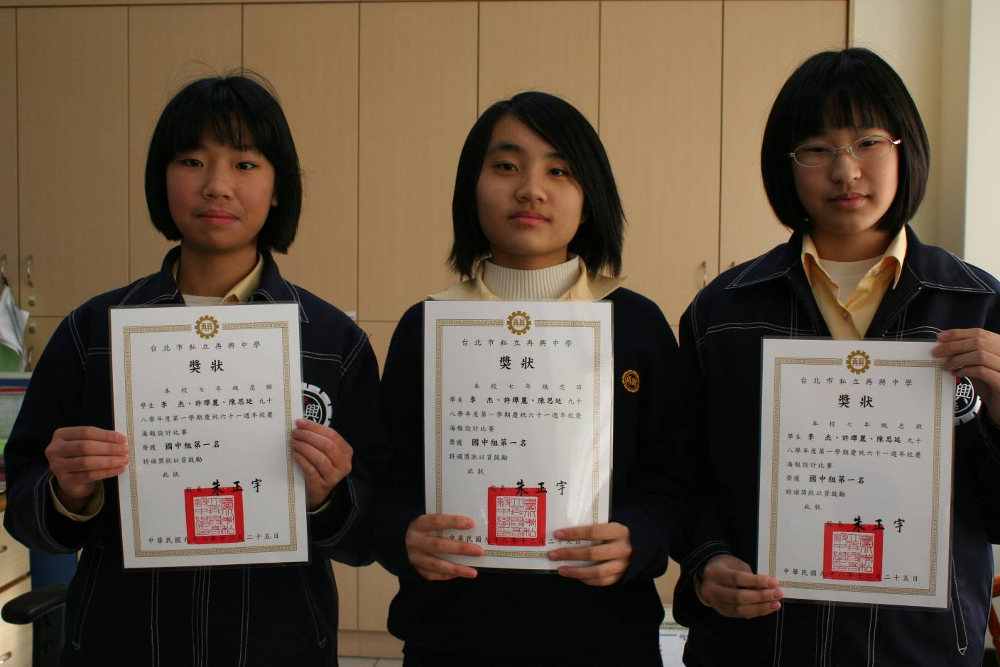 再興
台北市私立再興中學
獎狀
本校七年級忠班
學生 李 杰、許瓈麗、陳思廷 九十
八學年度第一學期慶祝六十一週年校慶
海報設計比賽
榮獲 國中組第一名
特頒獎狀以資鼓勵
此狀
校長 朱正宇
中華民國九十八年十二月二十五日
興
再興
台北市私立再興中學
獎狀
本校七年級忠班
學生 李 杰、許瓈麗、陳思廷 九十
八學年度第一學期慶祝六十一週年校慶
海報設計比賽
榮獲 國中組第一名
特頒獎狀以資鼓勵
此狀
校長 朱正宇
中華民國九十八年十二月二十五日
再興
再興
台北市私立再興中學
獎狀
本校七年級忠班
學生 李 杰、許瓈麗、陳思廷 九十
八學年度第一學期慶祝六十一週年校慶
海報設計比賽
榮獲 國中組第一名
特頒獎狀以資鼓勵
此狀
校長 朱正宇
中華民國九十八年十二月二十五日
興